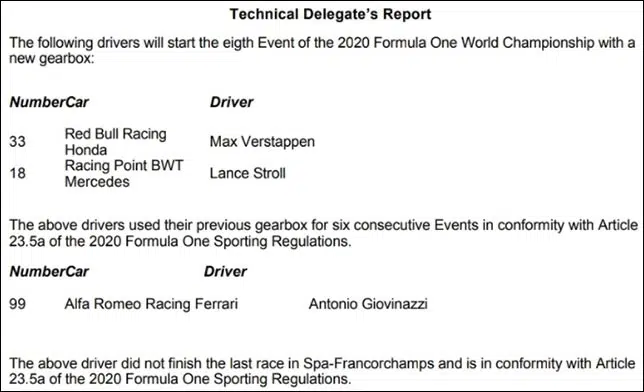 Technical Delegate's Report
The following drivers will start the eigth Event of the 2020 Formula One World Championship with a
new gearbox:
NumberCar Driver
33 Red Bull Racing Honda Max Verstappen
18 Racing Point BWT Mercedes Lance Stroll
The above drivers used their previous gearbox for six consecutive Events in conformity with Article
23.5a of the 2020 Formula One Sporting Regulations.
NumberCar Driver
99 Alfa Romeo Racing Ferrari Antonio Giovinazzi
The above driver did not finish the last race in Spa-Francorchamps and is in conformity with Article
23.5a of the 2020 Formula One Sporting Regulations.